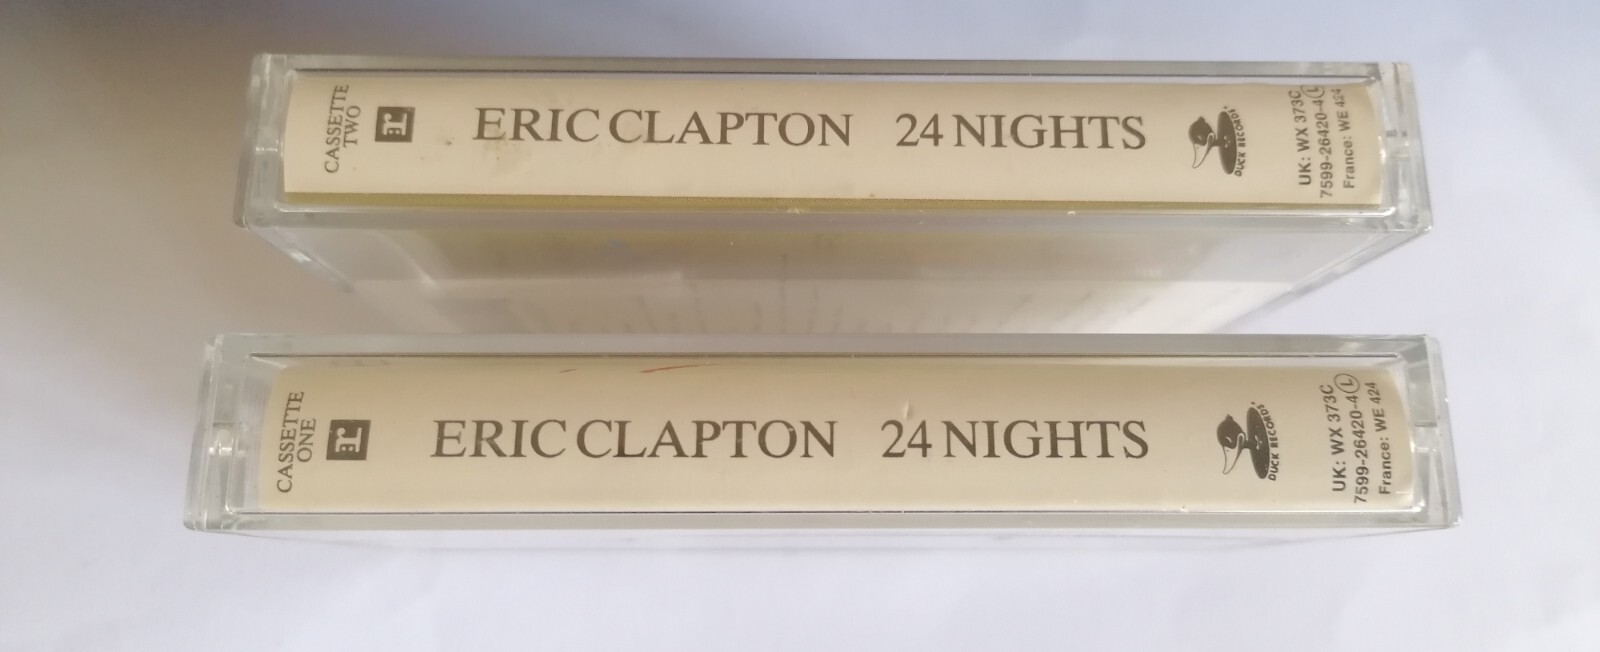 CASSETTE
TWO
r
ERIC CLAPTON 24 NIGHTS
DUCK RECORDS
UK: WX 373C
7599-26420-4 Ⓛ
France: WE 424
CASSETTE
ONE
r
ERIC CLAPTON 24 NIGHTS
DUCK RECORDS
UK: WX 373C
7599-26420-4 Ⓛ
France: WE 424